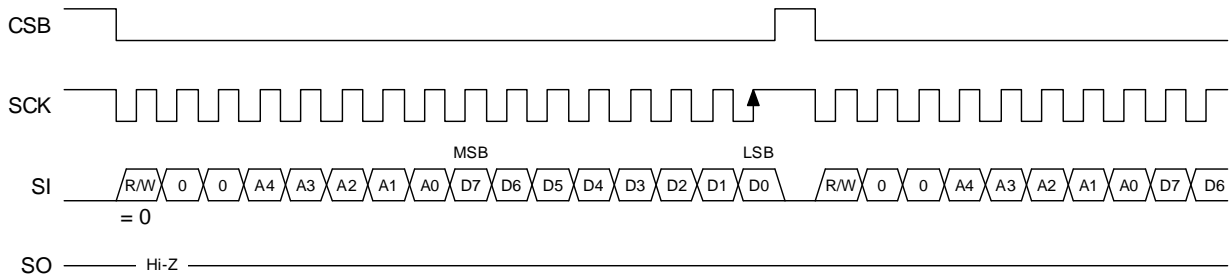 CSB
SCK
MSB LSB
SI R/W 0 0 A4 A3 A2 A1 A0 D7 D6 D5 D4 D3 D2 D1 D0 R/W 0 0 A4 A3 A2 A1 A0 D7 D6
= 0
SO Hi-Z